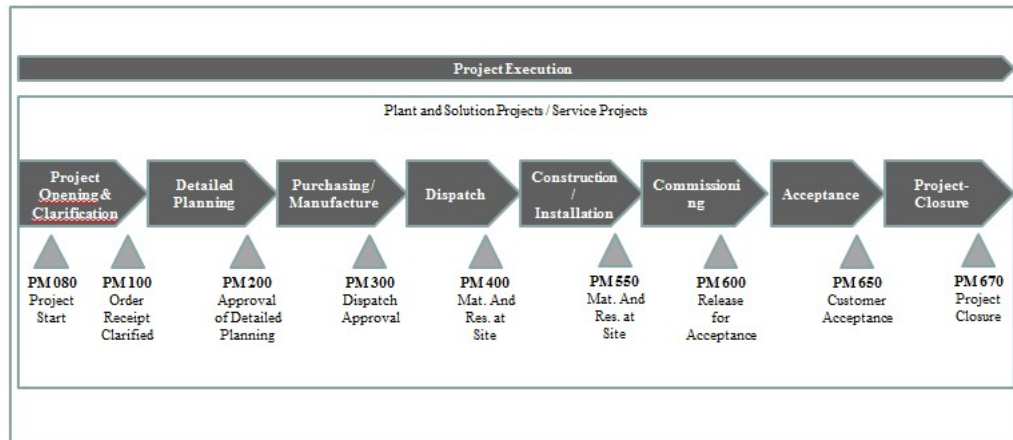 Project Execution
Plant and Solution Projects / Service Projects
Project
Opening &
Clarification
Detailed
Planning
Purchasing/
Manufacture
Dispatch
Construction
/
Installation
Commissioni
ng
Acceptance
Project-
Closure
PM 080
Project
Start
PM 100
Order
Receipt
Clarified
PM 200
Approval
of Detailed
Planning
PM 300
Dispatch
Approval
PM 400
Mat. And
Res. at
Site
PM 550
Mat. And
Res. at
Site
PM 600
Release
for
Acceptance
PM 650
Customer
Acceptance
PM 670
Project
Closure